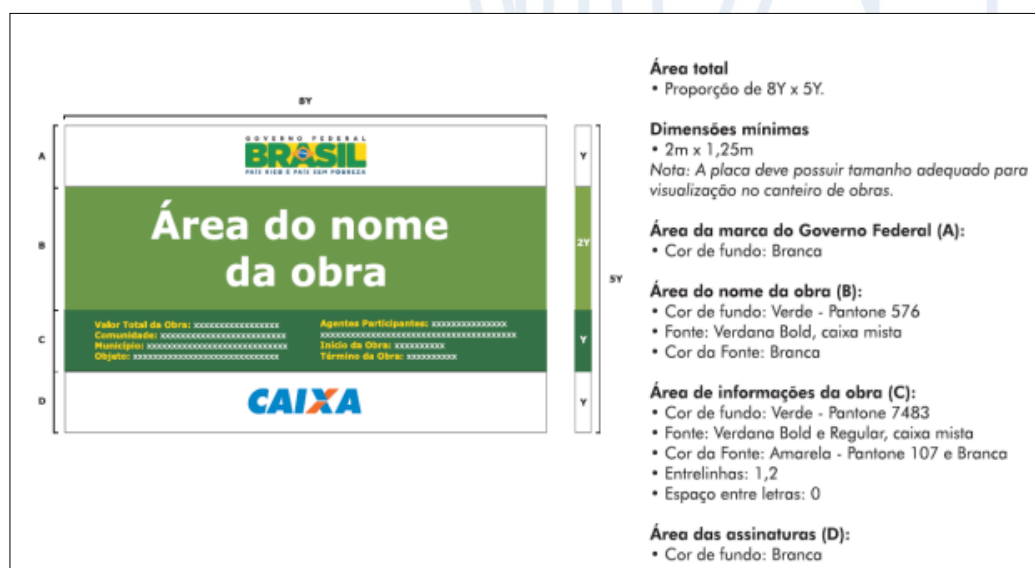 8Y
A
GOVERNO FEDERAL
BRASIL
PAÍS RICO É PAÍS SEM POBREZA
Y
B
Área do nome
da obra
2Y
5Y
C
Valor Total da Obra: xxxxxxxxxxxxxxxxx
Comunidade: xxxxxxxxxxxxxxxxxxxxxxxxx
Município: xxxxxxxxxxxxxxxxxxxxxxxxxxxx
Objeto: xxxxxxxxxxxxxxxxxxxxxxxxxxxxx
Agentes Participantes: xxxxxxxxxxxxxxx
xxxxxxxxxxxxxxxxxxxxxxxxxxxxxxxxxxxxxxx
Início da Obra: xxxxxxxxxx
Término da Obra: xxxxxxxxxx
Y
D
CAIXA
Y
Área total
• Proporção de 8Y x 5Y.
Dimensões mínimas
• 2m x 1,25m
Nota: A placa deve possuir tamanho adequado para
visualização no canteiro de obras.
Área da marca do Governo Federal (A):
• Cor de fundo: Branca
Área do nome da obra (B):
• Cor de fundo: Verde - Pantone 576
• Fonte: Verdana Bold, caixa mista
• Cor da Fonte: Branca
Área de informações da obra (C):
• Cor de fundo: Verde - Pantone 7483
• Fonte: Verdana Bold e Regular, caixa mista
• Cor da Fonte: Amarela - Pantone 107 e Branca
• Entrelinhas: 1,2
• Espaço entre letras: 0
Área das assinaturas (D):
• Cor de fundo: Branca